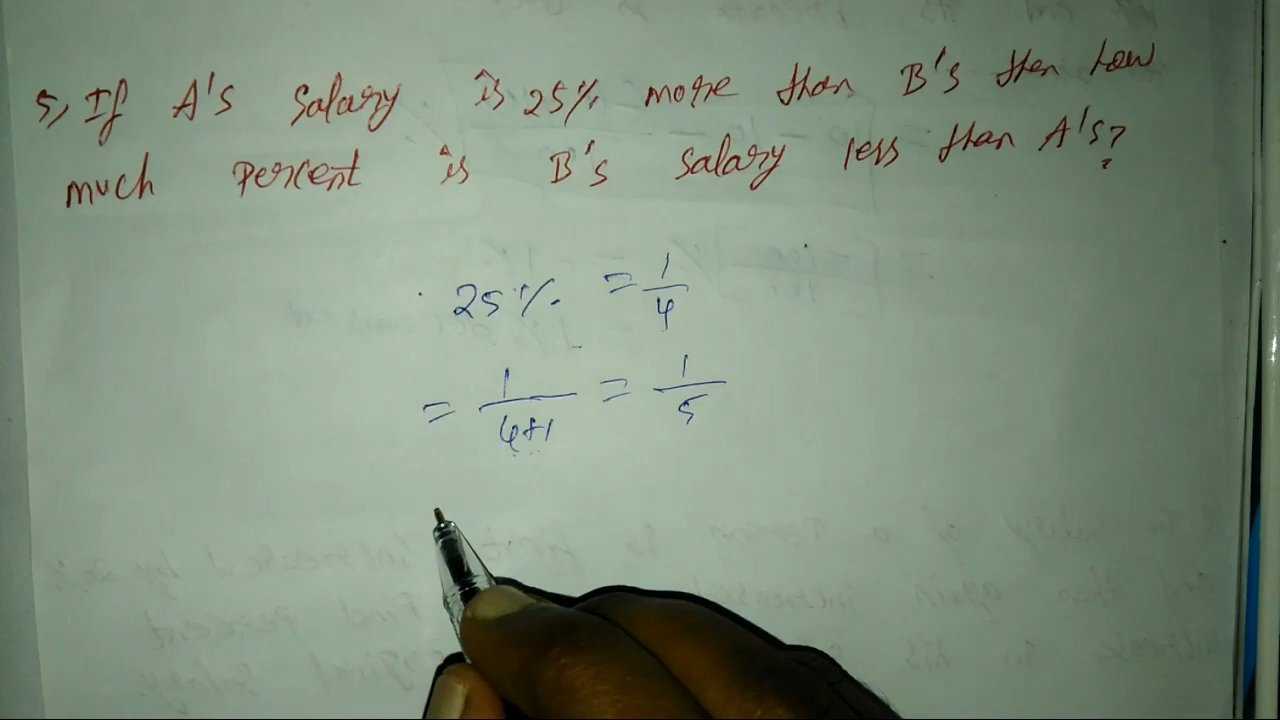 5, If A's Salary is 25% more than B's then how
much percent is B's salary less than A's?
25% = 1/4
= 1/4+1 = 1/5